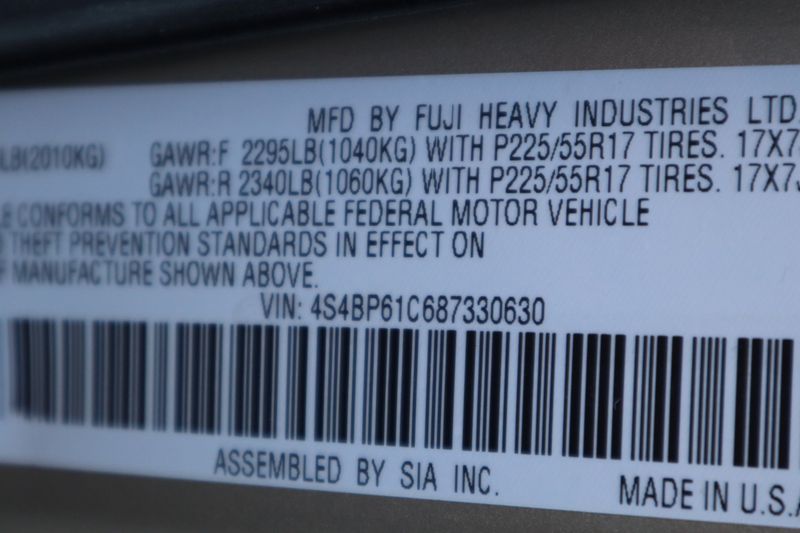 MFD BY FUJI HEAVY INDUSTRIES LTD.
LB(2010KG) GAWR:F 2295LB(1040KG) WITH P225/55R17 TIRES. 17X7
GAWR:R 2340LB(1060KG) WITH P225/55R17 TIRES. 17X7J
CONFORMS TO ALL APPLICABLE FEDERAL MOTOR VEHICLE
THEFT PREVENTION STANDARDS IN EFFECT ON
F MANUFACTURE SHOWN ABOVE.
VIN: 4S4BP61C687330630
ASSEMBLED BY SIA INC.
MADE IN U.S.A